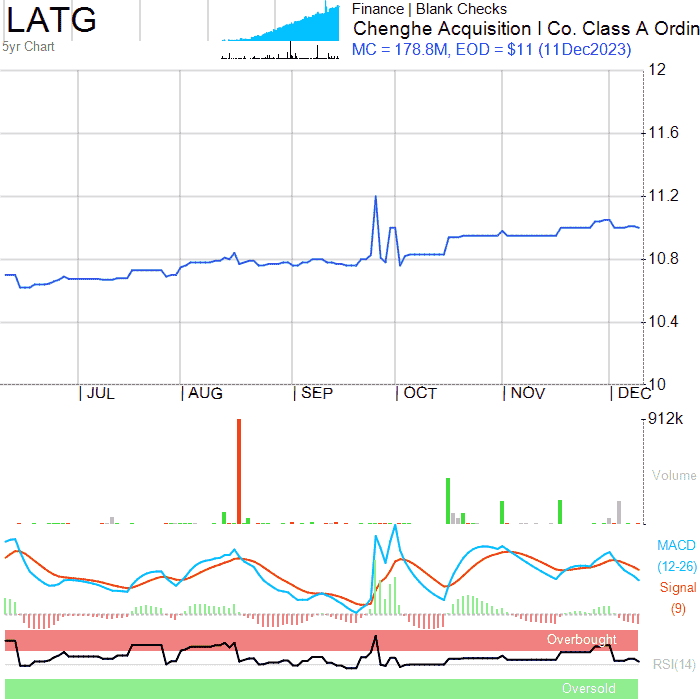 LATG
5yr Chart
Finance | Blank Checks
Chenghe Acquisition I Co. Class A Ordin
MC = 178.8M, EOD = $11 (11Dec2023)
12
11.6
11.2
10.8
10.4
10
| JUL | AUG | SEP | OCT | NOV | DEC
912k
Volume
MACD
(12-26)
Signal
(9)
Overbought
RSI(14)
Oversold